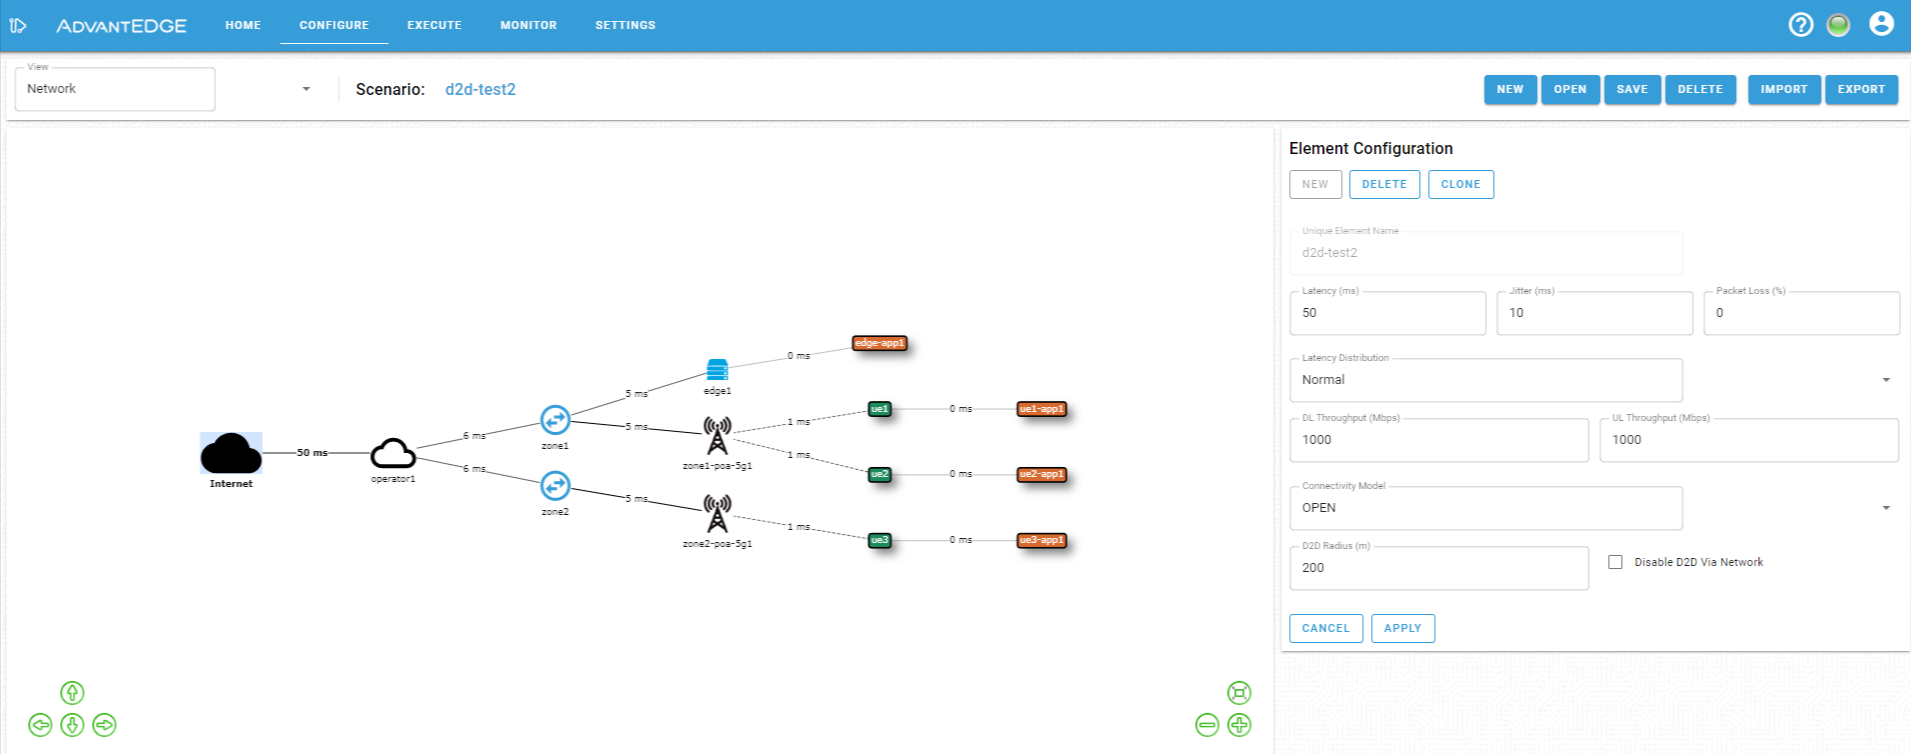 AdvantEDGE HOME CONFIGURE EXECUTE MONITOR SETTINGS
View
Network
Scenario: d2d-test2
NEW OPEN SAVE DELETE IMPORT EXPORT
Internet
50 ms
operator1
6 ms
6 ms
zone1
zone2
5 ms
5 ms
5 ms
edge1
zone1-poa-5g1
zone2-poa-5g1
0 ms
1 ms
1 ms
1 ms
edge-app1
ue1
0 ms
ue1-app1
ue2
0 ms
ue2-app1
ue3
0 ms
ue3-app1
Element Configuration
NEW DELETE CLONE
Unique Element Name
d2d-test2
Latency (ms) Jitter (ms) Packet Loss (%)
50 10 0
Latency Distribution
Normal
DL Throughput (Mbps) UL Throughput (Mbps)
1000 1000
Connectivity Model
OPEN
D2D Radius (m)
200
Disable D2D Via Network
CANCEL APPLY